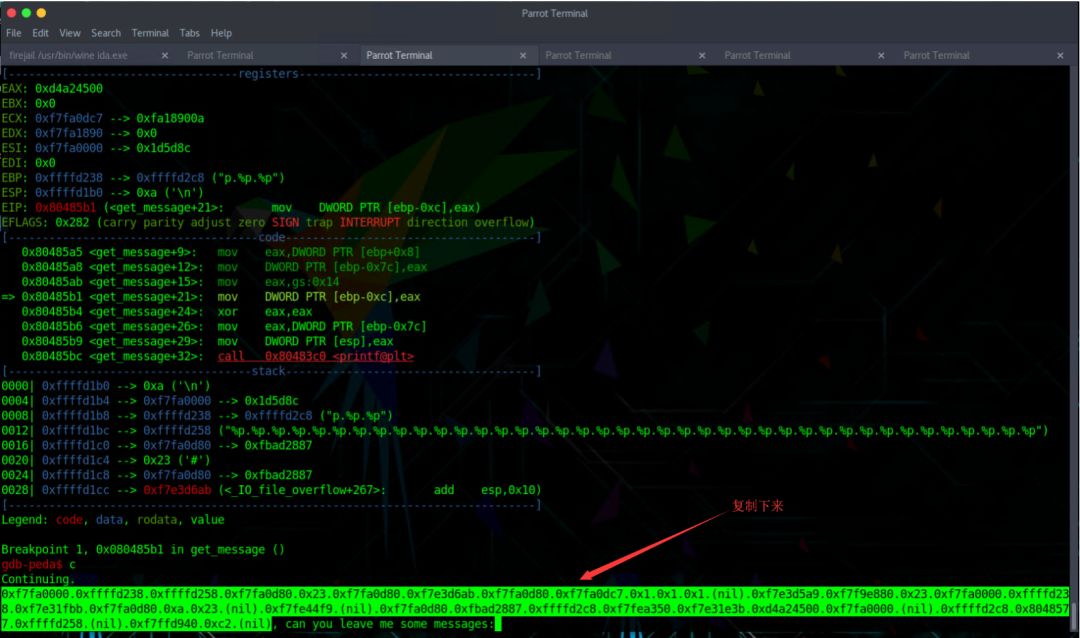 Parrot Terminal
File Edit View Search Terminal Tabs Help
firejail /usr/bin/wine ida.exe × Parrot Terminal × Parrot Terminal × Parrot Terminal × Parrot Terminal × Parrot Terminal ×
[----------------------------------registers-----------------------------------]
EAX: 0xd4a24500
EBX: 0x0
ECX: 0xf7fa0dc7 --> 0xfa18900a
EDX: 0xf7fa1890 --> 0x0
ESI: 0xf7fa0000 --> 0x1d5d8c
EDI: 0x0
EBP: 0xffffd238 --> 0xffffd2c8 ("p.%p.%p")
ESP: 0xffffd1b0 --> 0xa ('\n')
EIP: 0x80485b1 (<get_message+21>: mov DWORD PTR [ebp-0xc],eax)
EFLAGS: 0x282 (carry parity adjust zero SIGN trap INTERRUPT direction overflow)
[-------------------------------------code-------------------------------------]
0x80485a5 <get_message+9>: mov eax,DWORD PTR [ebp+0x8]
0x80485a8 <get_message+12>: mov DWORD PTR [ebp-0x7c],eax
0x80485ab <get_message+15>: mov eax,gs:0x14
=> 0x80485b1 <get_message+21>: mov DWORD PTR [ebp-0xc],eax
0x80485b4 <get_message+24>: xor eax,eax
0x80485b6 <get_message+26>: mov eax,DWORD PTR [ebp-0x7c]
0x80485b9 <get_message+29>: mov DWORD PTR [esp],eax
0x80485bc <get_message+32>: call 0x80483c0 <printf@plt>
[------------------------------------stack-------------------------------------]
0000| 0xffffd1b0 --> 0xa ('\n')
0004| 0xffffd1b4 --> 0xf7fa0000 --> 0x1d5d8c
0008| 0xffffd1b8 --> 0xffffd238 --> 0xffffd2c8 ("p.%p.%p")
0012| 0xffffd1bc --> 0xffffd258 ("%p.%p.%p.%p.%p.%p.%p.%p.%p.%p.%p.%p.%p.%p.%p.%p.%p.%p.%p.%p.%p.%p.%p.%p.%p.%p.%p.%p.%p.%p.%p.%p.%p.%p.%p.%p.%p.%p.%p.%p")
0016| 0xffffd1c0 --> 0xf7fa0d80 --> 0xfbad2887
0020| 0xffffd1c4 --> 0x23 ('#')
0024| 0xffffd1c8 --> 0xf7fa0d80 --> 0xfbad2887
0028| 0xffffd1cc --> 0xf7e3d6ab (<_IO_file_overflow+267>: add esp,0x10)
[------------------------------------------------------------------------------]
Legend: code, data, rodata, value
复制下来
Breakpoint 1, 0x080485b1 in get_message ()
gdb-peda$ c
Continuing.
0xf7fa0000.0xffffd238.0xffffd258.0xf7fa0d80.0x23.0xf7fa0d80.0xf7e3d6ab.0xf7fa0d80.0xf7fa0dc7.0x1.0x1.0x1.(nil).0xf7e3d5a9.0xf7f9e880.0x23.0xf7fa0000.0xffffd23
8.0xf7e31fbb.0xf7fa0d80.0xa.0x23.(nil).0xf7fe44f9.(nil).0xf7fa0d80.0xfbad2887.0xffffd2c8.0xf7fea350.0xf7e31e3b.0xd4a24500.0xf7fa0000.(nil).0xffffd2c8.0x804857
7.0xffffd258.(nil).0xf7ffd940.0xc2.(nil), can you leave me some messages: